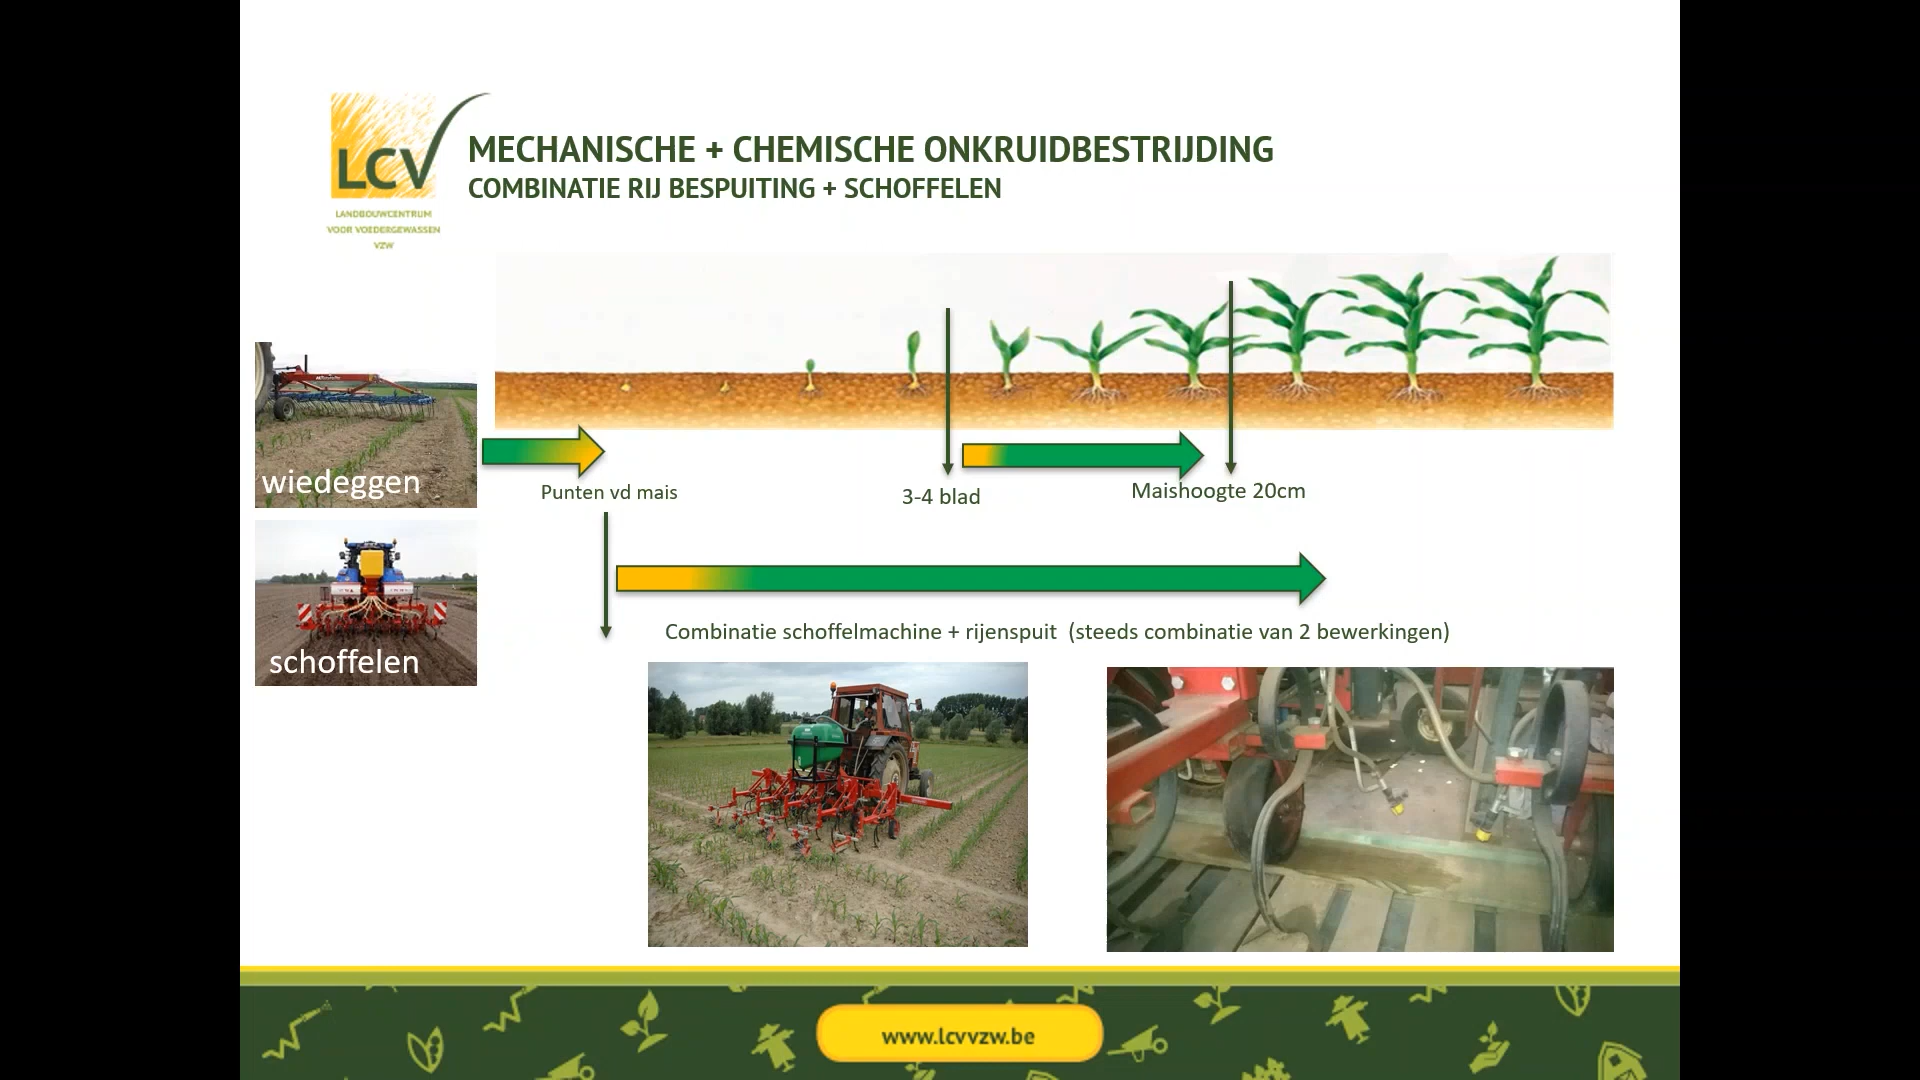 LCV
LANDBOUWCENTRUM
VOOR VOEDERGEWASSEN
VZW
MECHANISCHE + CHEMISCHE ONKRUIDBESTRIJDING
COMBINATIE RIJ BESPUITING + SCHOFFELEN
wiedeggen
Punten vd mais
3-4 blad
Maishoogte 20cm
schoffelen
Combinatie schoffelmachine + rijenspuit (steeds combinatie van 2 bewerkingen)
www.lcvvzw.be